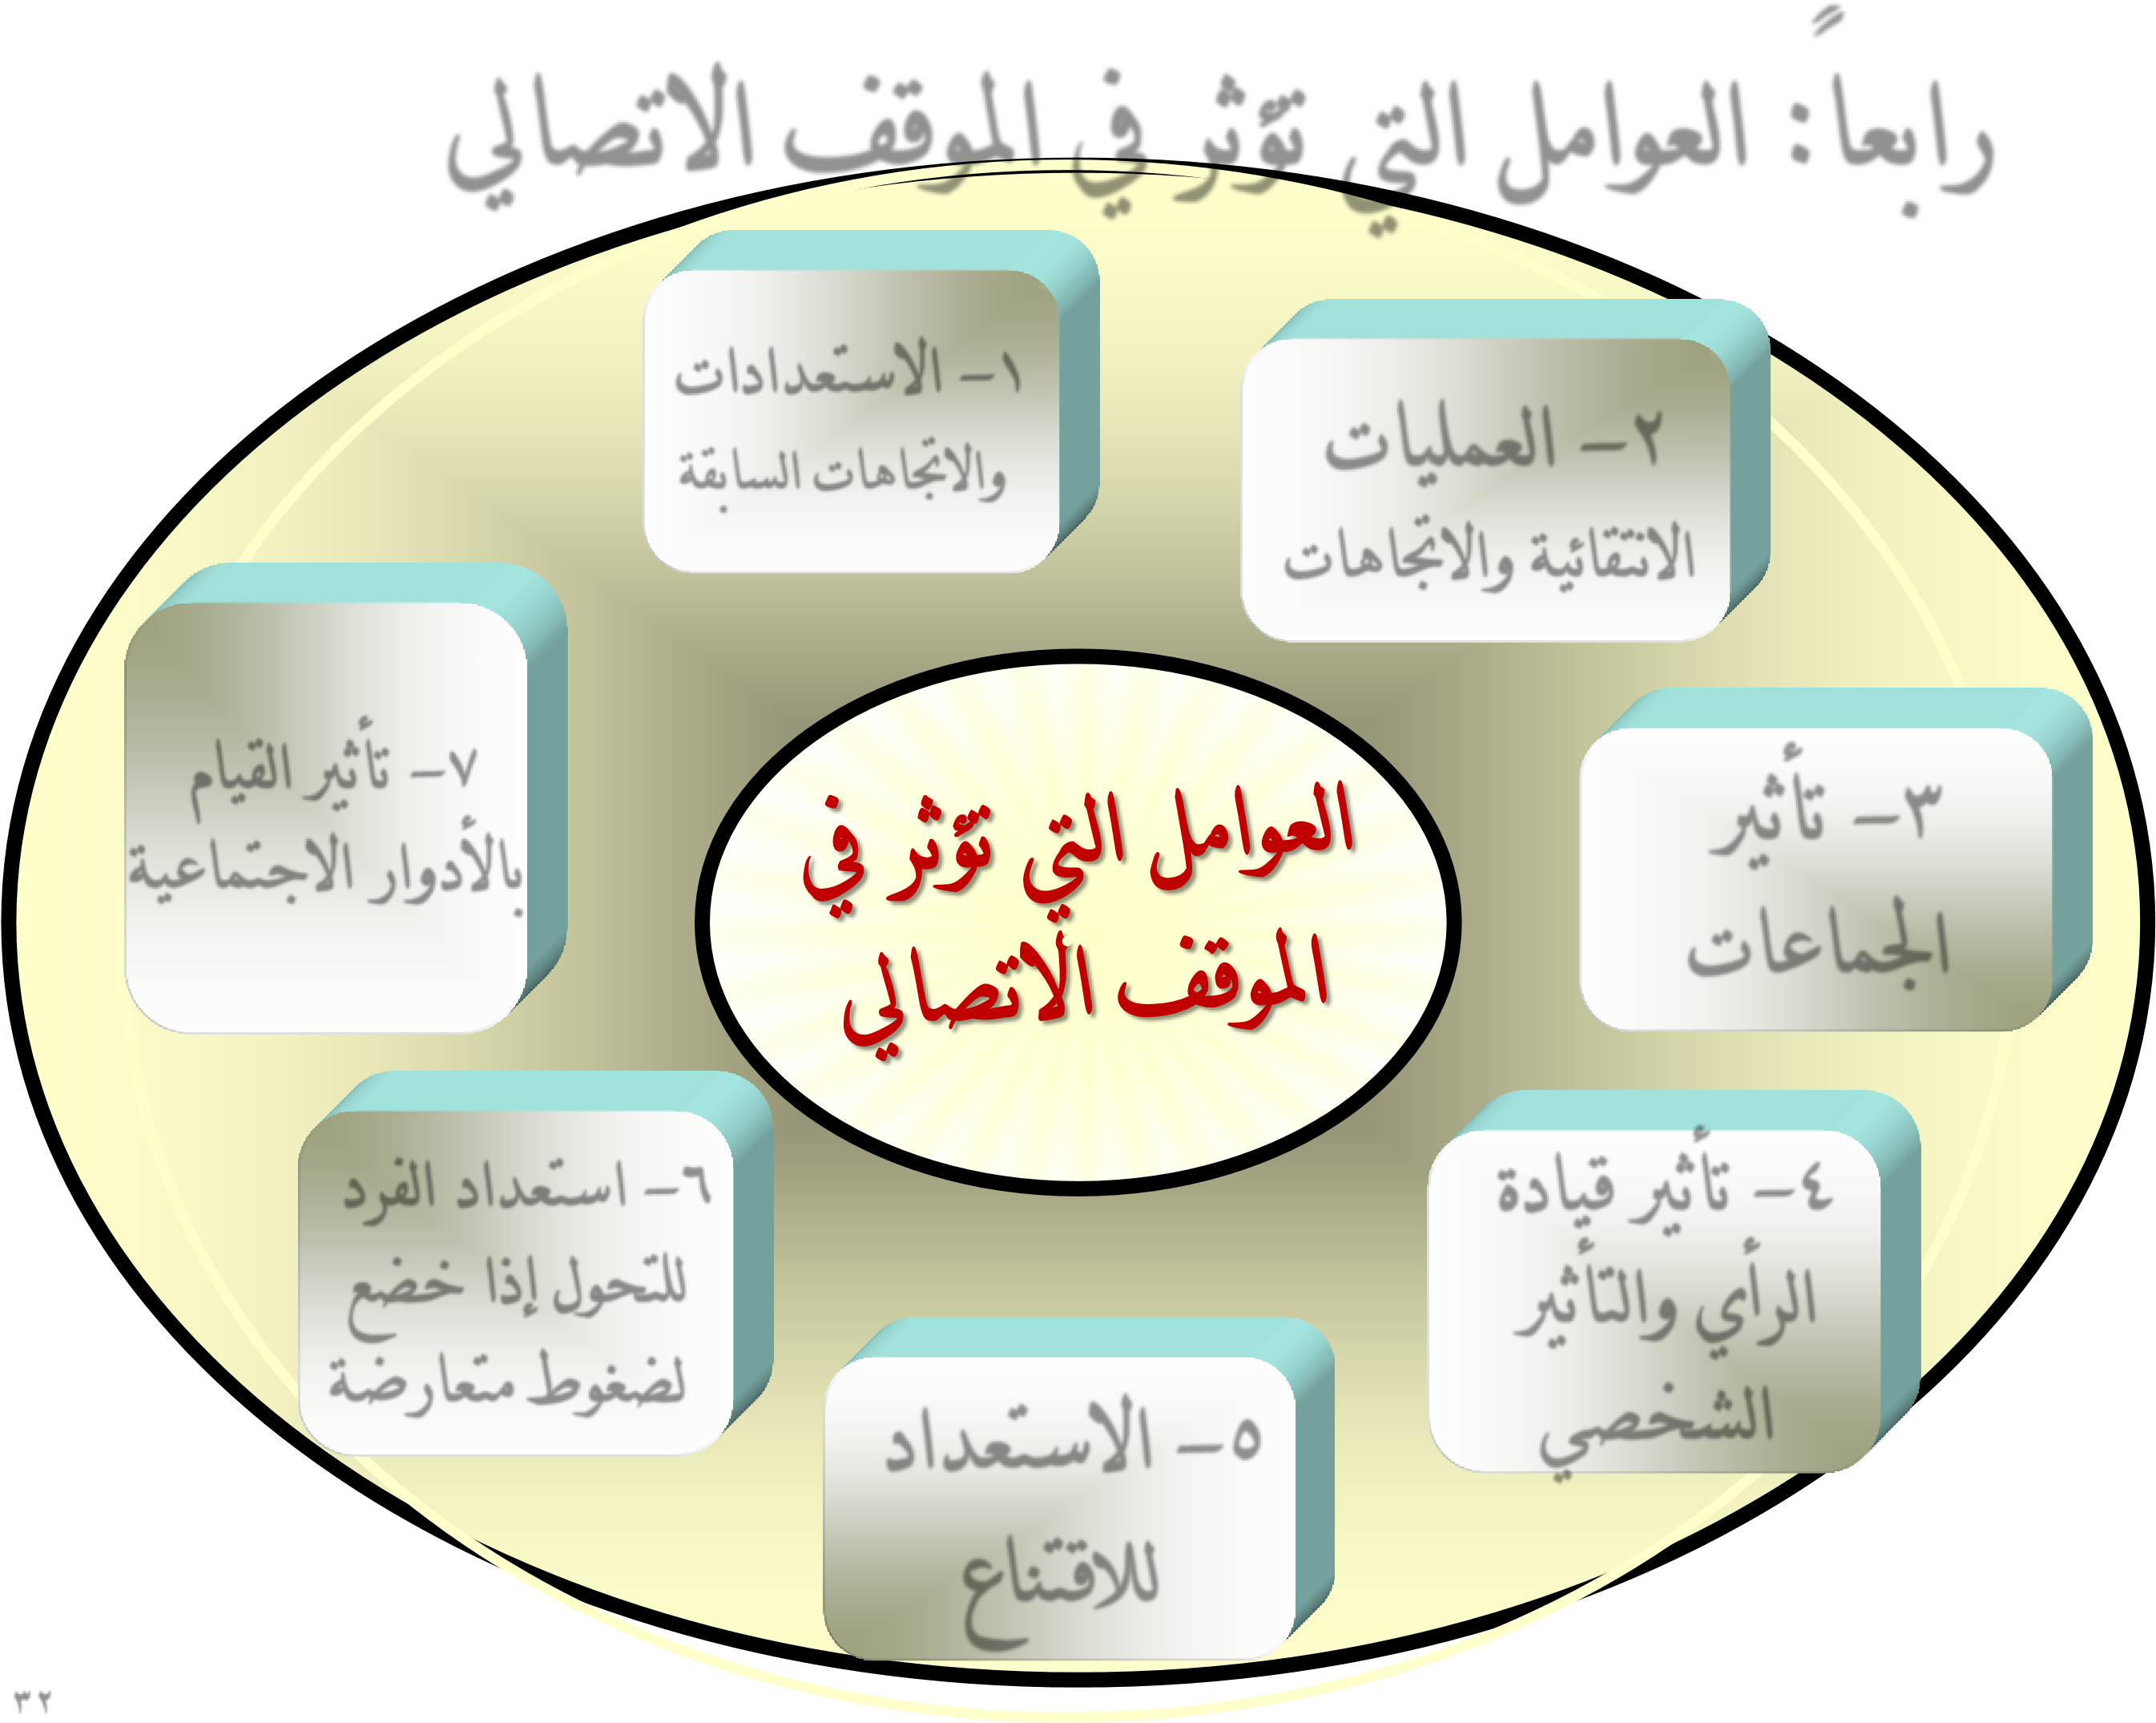 رابعاً: العوامل التي تؤثر في الموقف الاتصالي
١- الاستعدادات
والاتجاهات السابقة
٢- العمليات
الانتقائية والاتجاهات
٣- تأثير
الجماعات
٤- تأثير قيادة
الرأي والتأثير
الشخصي
٥- الاستعداد
للاقتناع
٦- استعداد الفرد
للتحول إذا خضع
لضغوط متعارضة
٧- تأثير القيام
بالأدوار الاجتماعية
العوامل التي تؤثر في
الموقف الاتصالي
٣٢